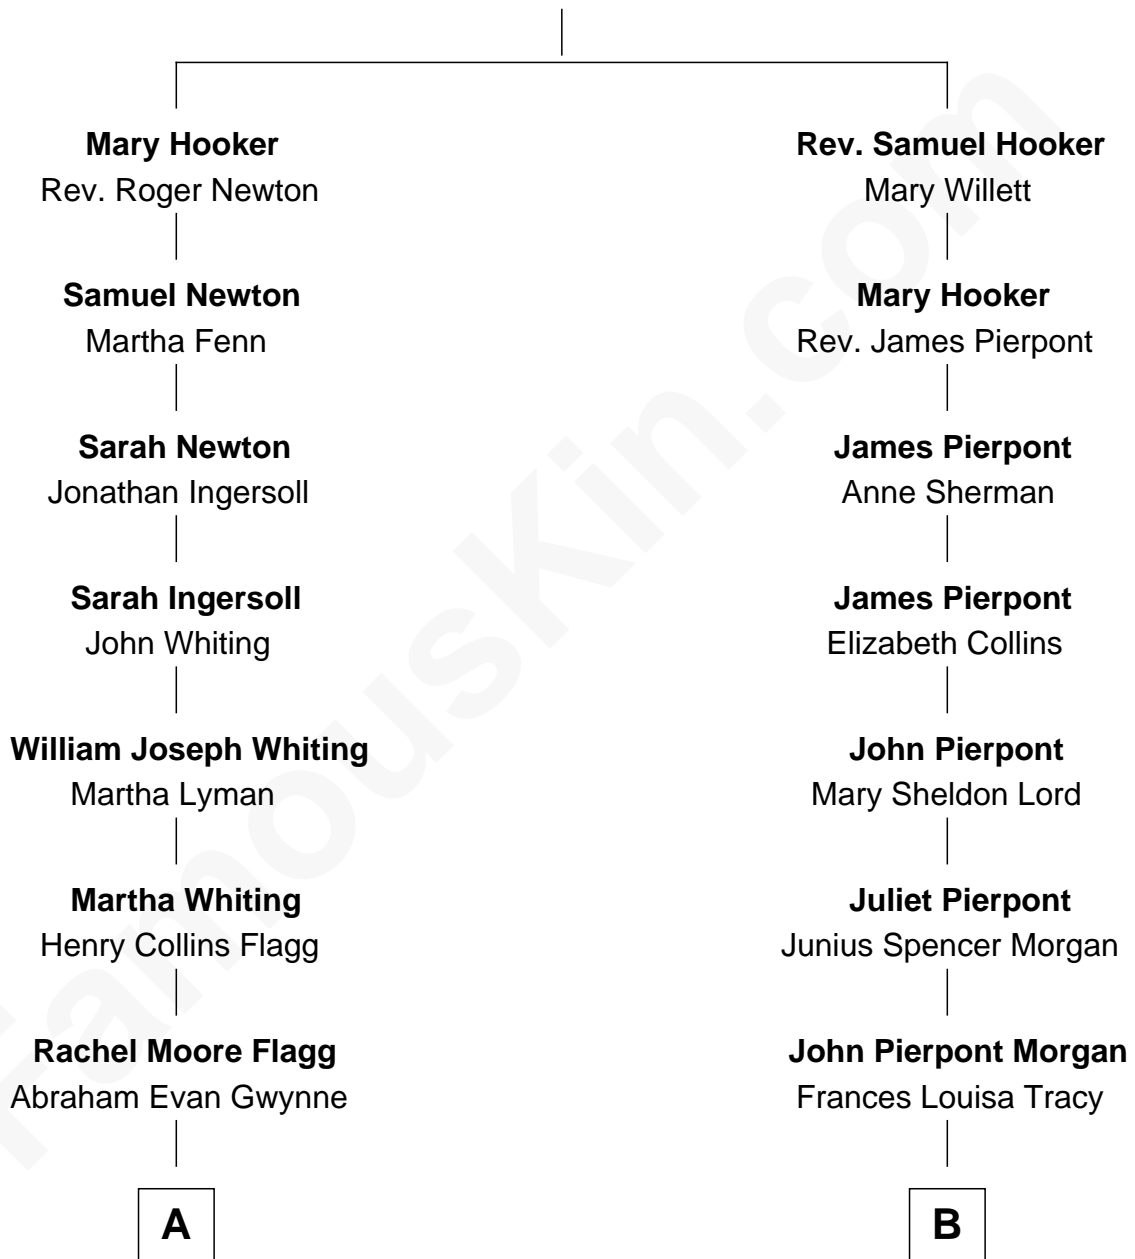 Mary Hooker
Rev. Roger Newton
Samuel Newton
Martha Fenn
Sarah Newton
Jonathan Ingersoll
Sarah Ingersoll
John Whiting
William Joseph Whiting
Martha Lyman
Martha Whiting
Henry Collins Flagg
Rachel Moore Flagg
Abraham Evan Gwynne
A
Rev. Samuel Hooker
Mary Willett
Mary Hooker
Rev. James Pierpont
James Pierpont
Anne Sherman
James Pierpont
Elizabeth Collins
John Pierpont
Mary Sheldon Lord
Juliet Pierpont
Junius Spencer Morgan
John Pierpont Morgan
Frances Louisa Tracy
B
FamousKin.com